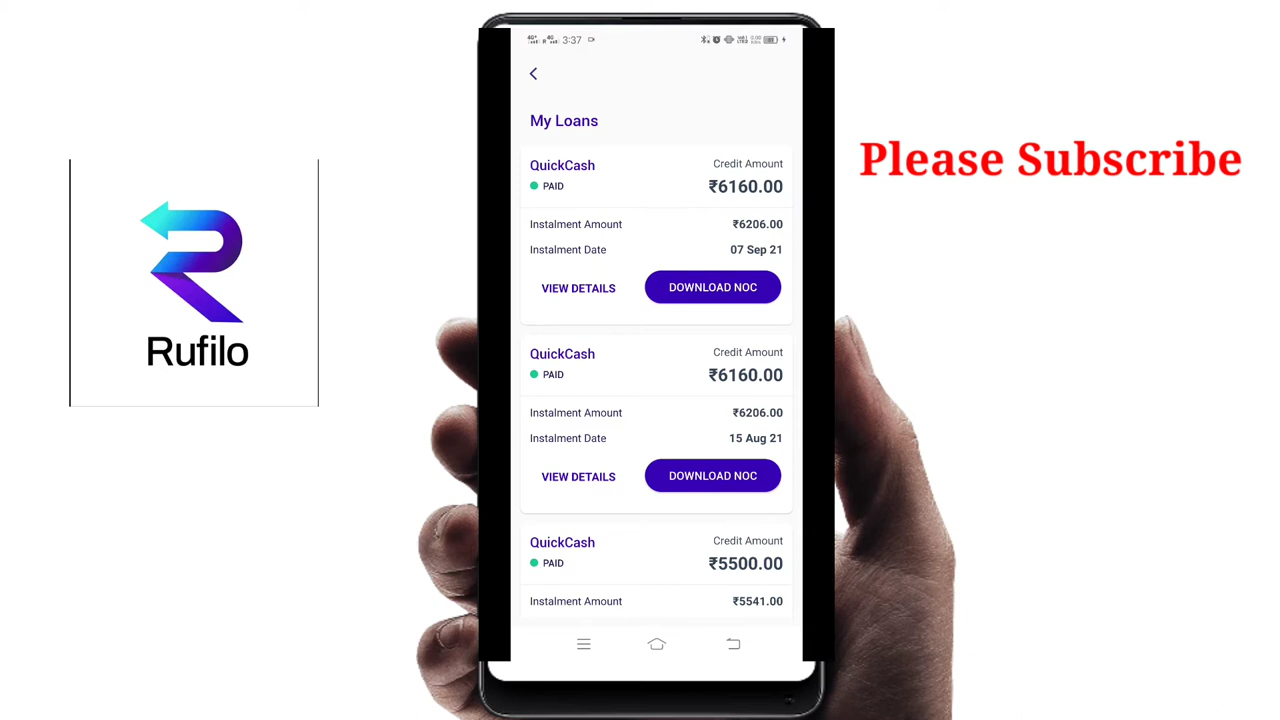 4G+ R 4G 3:37
My Loans
QuickCash
Credit Amount
PAID
₹6160.00
Instalment Amount
₹6206.00
Instalment Date
07 Sep 21
VIEW DETAILS
DOWNLOAD NOC
QuickCash
Credit Amount
PAID
₹6160.00
Instalment Amount
₹6206.00
Instalment Date
15 Aug 21
VIEW DETAILS
DOWNLOAD NOC
QuickCash
Credit Amount
PAID
₹5500.00
Instalment Amount
₹5541.00
Rufilo
Please Subscribe